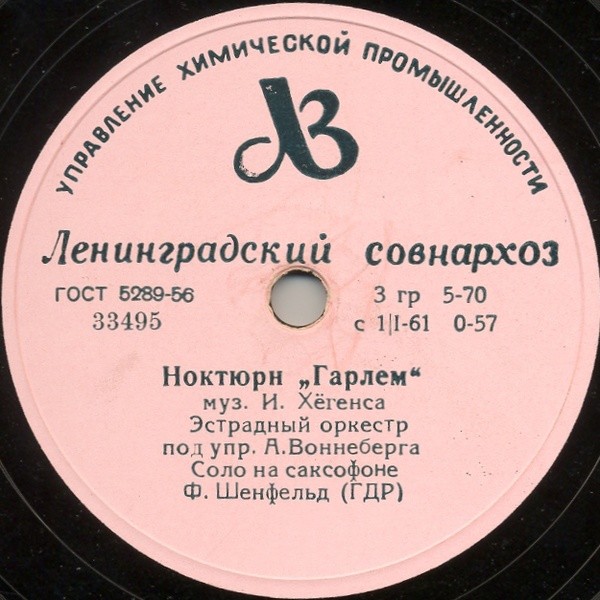 УПРАВЛЕНИЕ ХИМИЧЕСКОЙ ПРОМЫШЛЕННОСТИ
ЛЗ
Ленинградский совнархоз
ГОСТ 5289-56 3 гр 5-70
33495 с 1|I-61 0-57
Ноктюрн „Гарлем“
муз. И. Хёгенса
Эстрадный оркестр
под упр. А.Воннеберга
Соло на саксофоне
Ф. Шенфельд (ГДР)